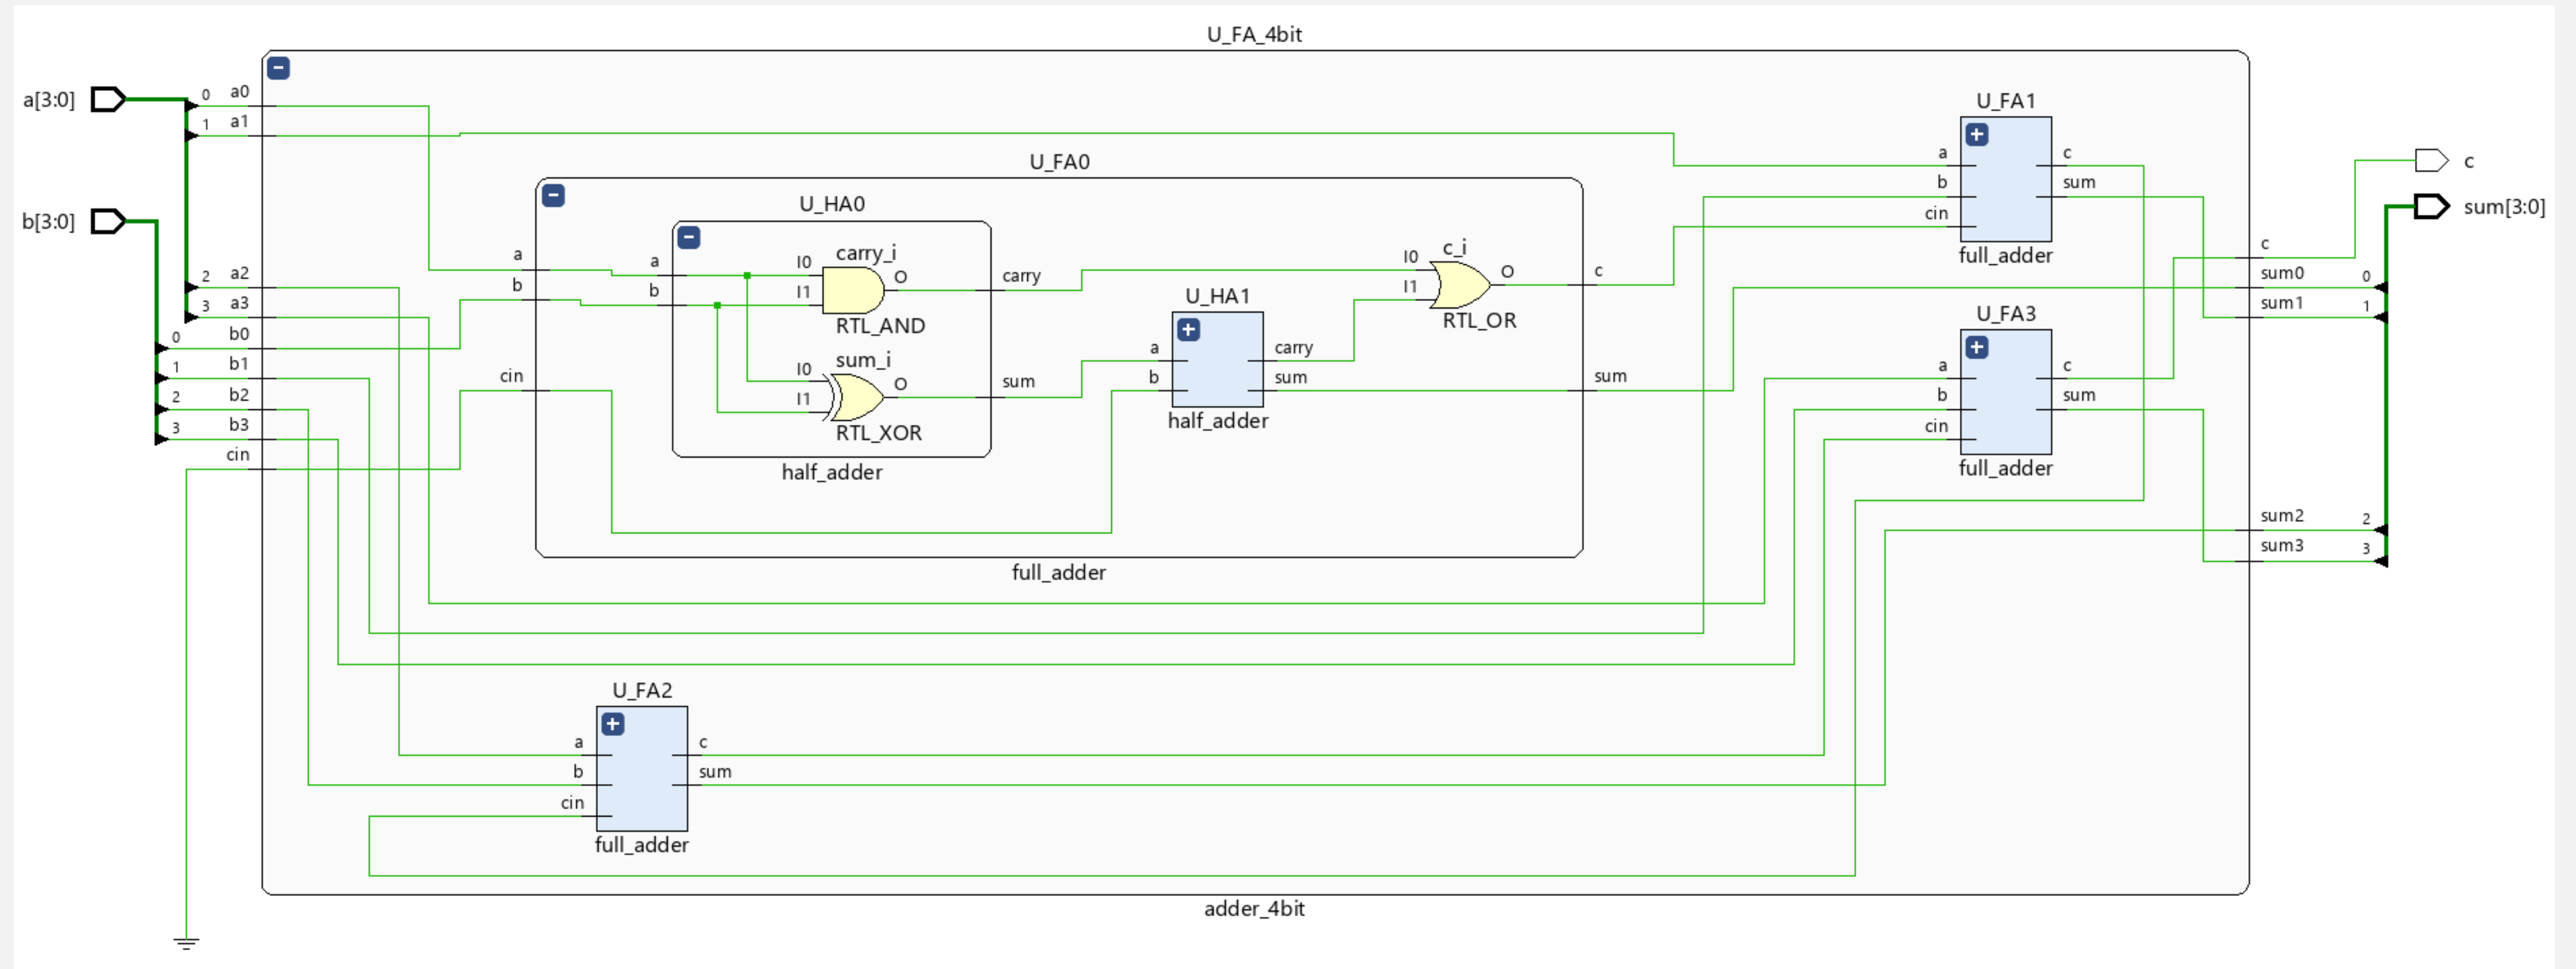 U_FA_4bit
a[3:0]
0 a0
1 a1
b[3:0]
2 a2
3 a3
0 b0
1 b1
2 b2
3 b3
cin
U_FA0
a
b
cin
U_HA0
a
b
carry_i
I0
I1
O
RTL_AND
sum_i
I0
I1
O
RTL_XOR
carry
sum
half_adder
U_HA1
a
b
carry
sum
half_adder
c_i
I0
I1
O
RTL_OR
c
sum
full_adder
U_FA1
a
b
cin
c
sum
full_adder
U_FA3
a
b
cin
c
sum
full_adder
U_FA2
a
b
cin
c
sum
full_adder
c
sum0 0
sum1 1
sum2 2
sum3 3
c
sum[3:0]
adder_4bit